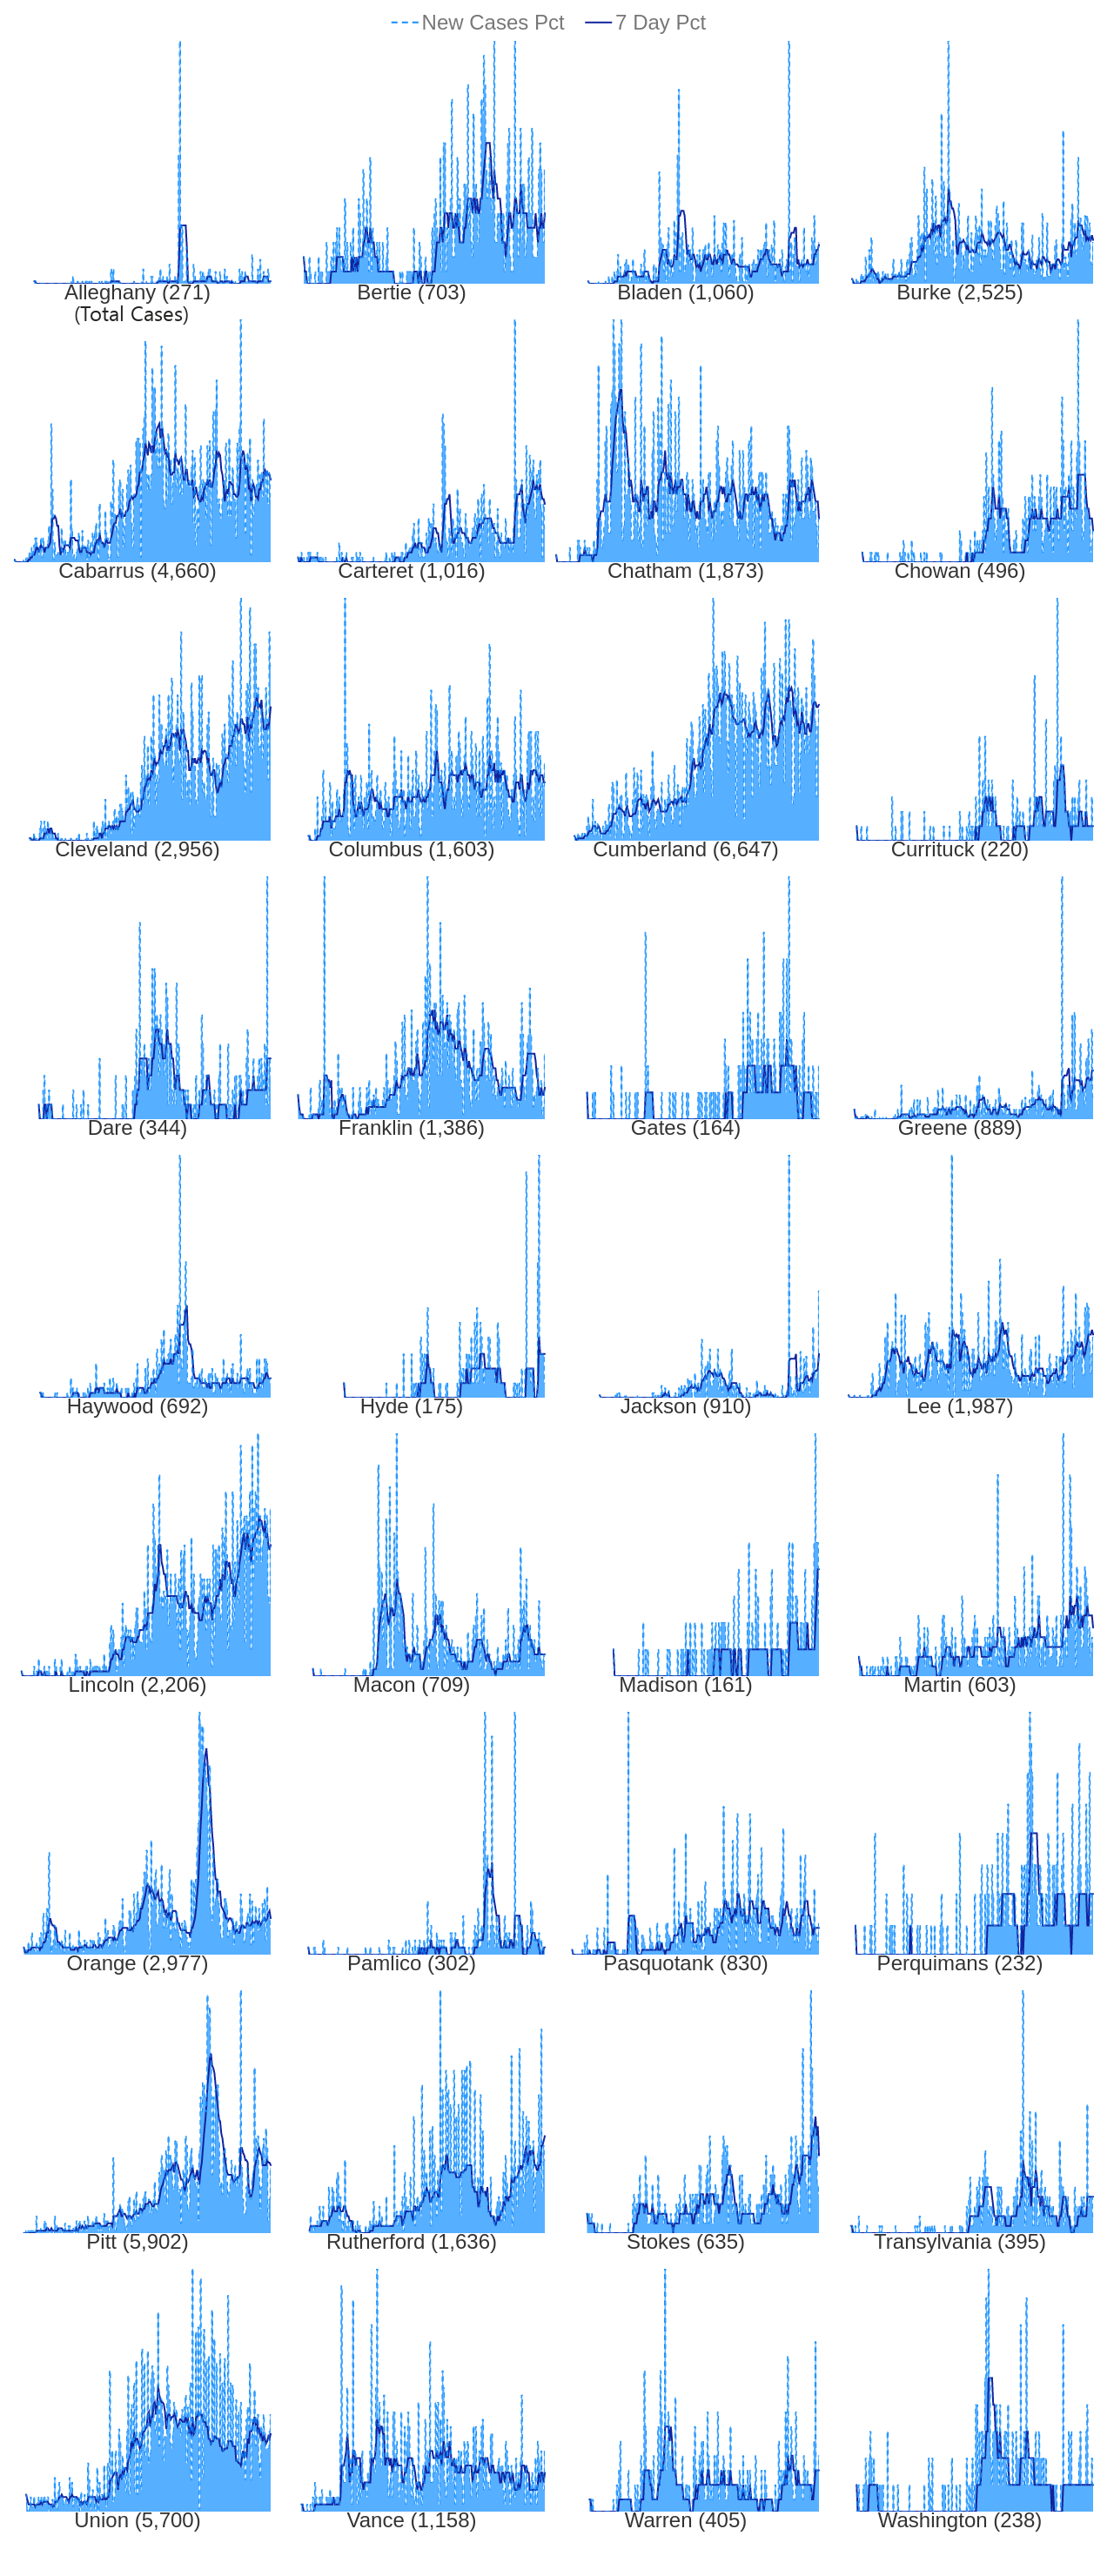 New Cases Pct 7 Day Pct
Alleghany (271) Bertie (703) Bladen (1,060) Burke (2,525)
(Total Cases)
Cabarrus (4,660) Carteret (1,016) Chatham (1,873) Chowan (496)
Cleveland (2,956) Columbus (1,603) Cumberland (6,647) Currituck (220)
Dare (344) Franklin (1,386) Gates (164) Greene (889)
Haywood (692) Hyde (175) Jackson (910) Lee (1,987)
Lincoln (2,206) Macon (709) Madison (161) Martin (603)
Orange (2,977) Pamlico (302) Pasquotank (830) Perquimans (232)
Pitt (5,902) Rutherford (1,636) Stokes (635) Transylvania (395)
Union (5,700) Vance (1,158) Warren (405) Washington (238)